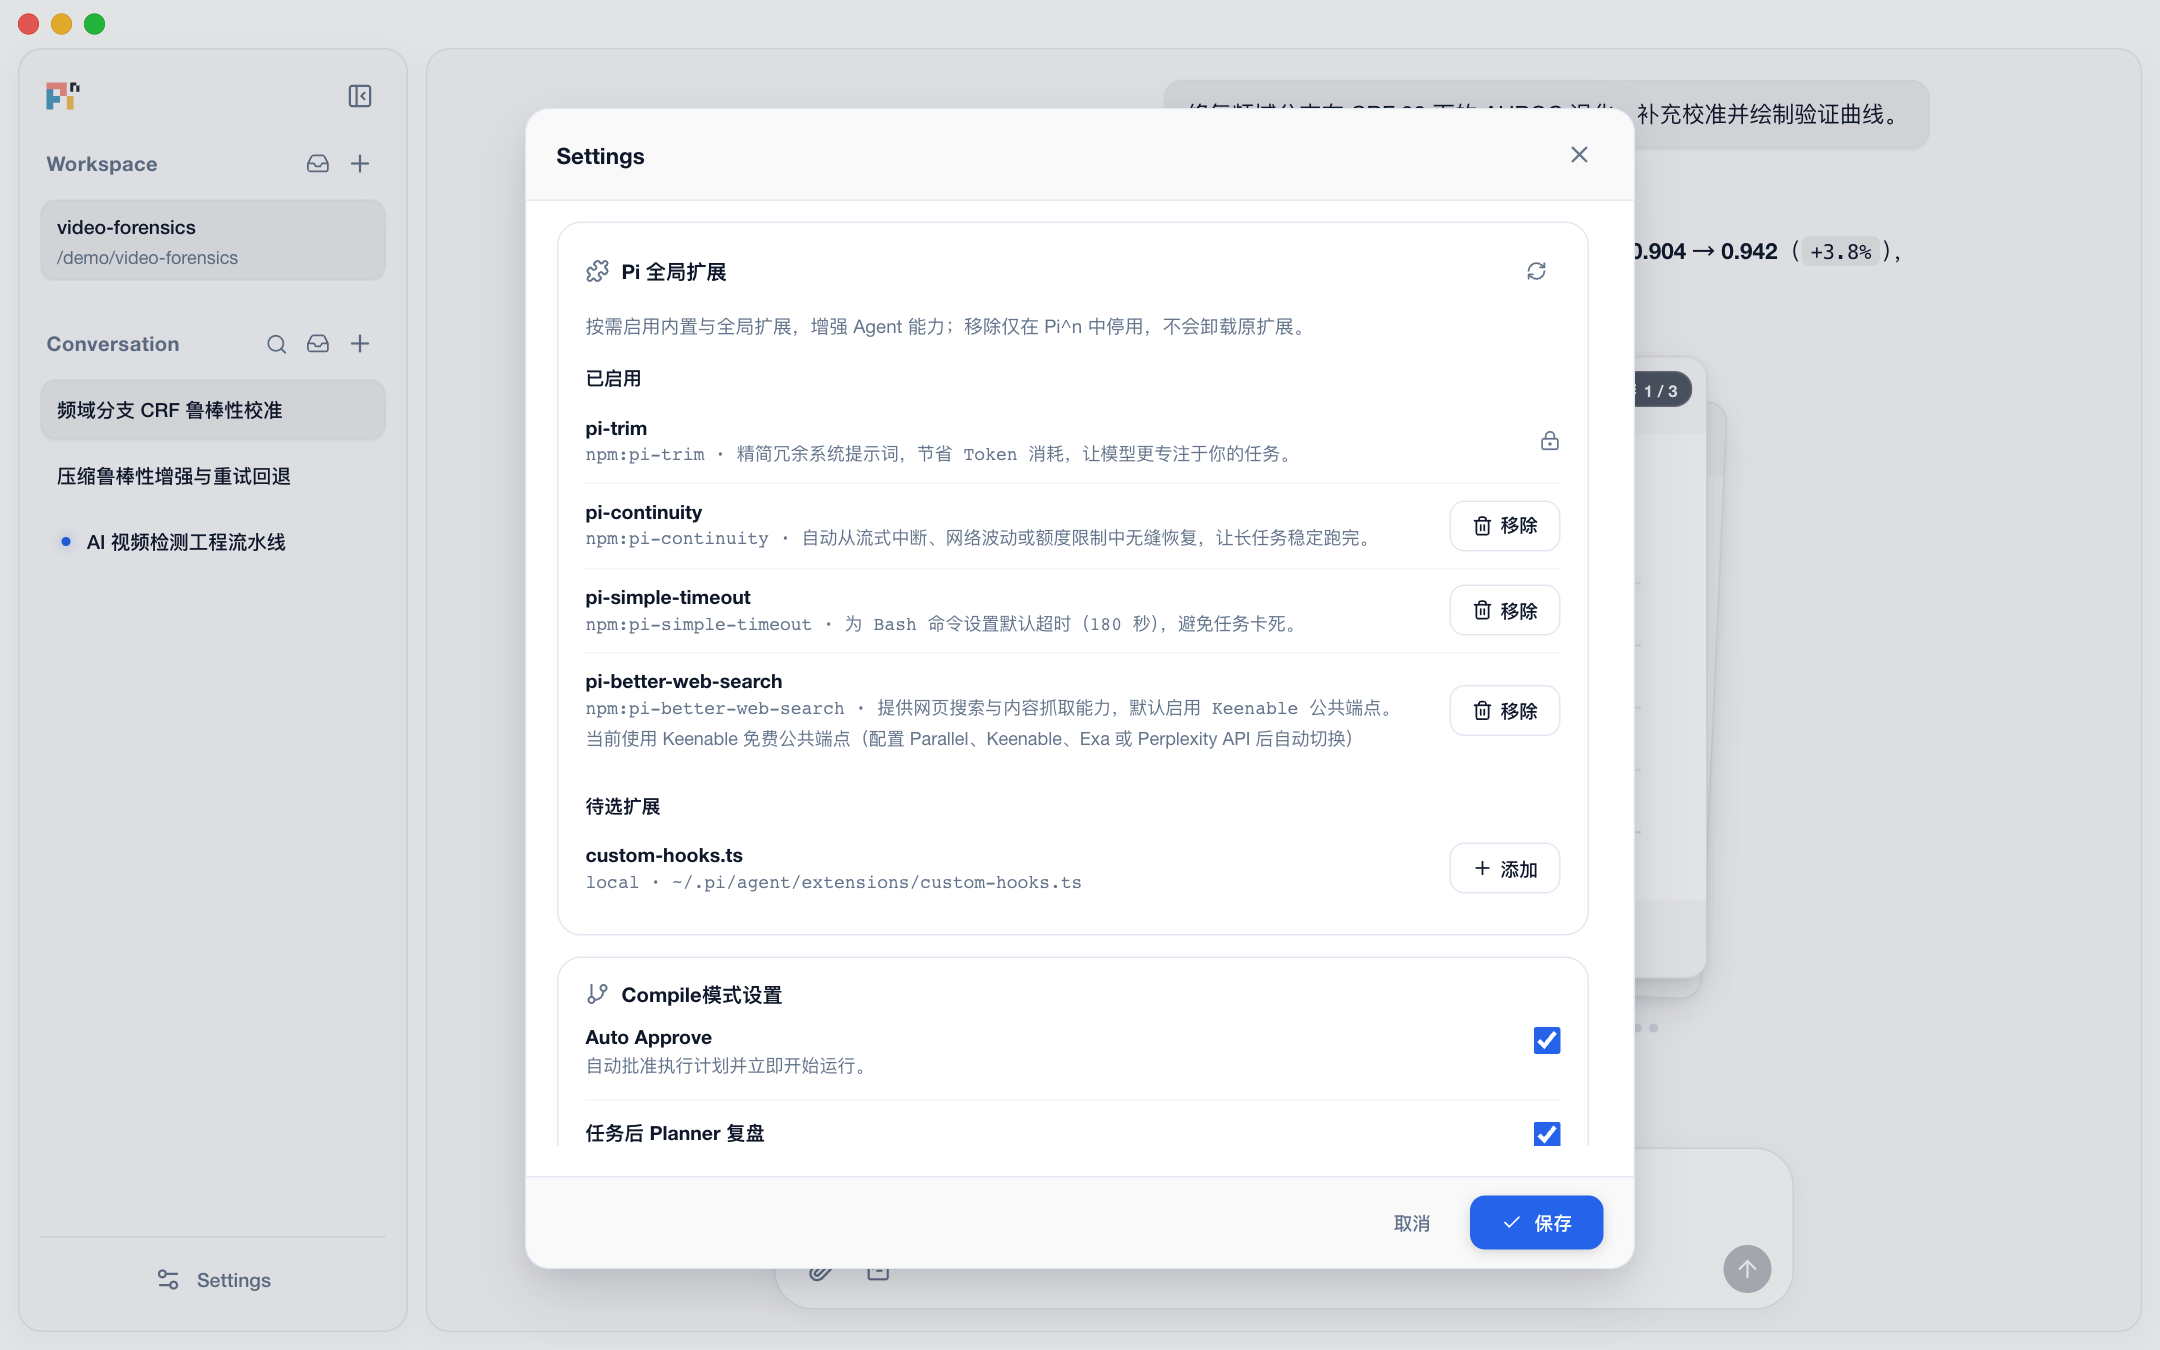 Workspace
video-forensics
/demo/video-forensics
Conversation
频域分支 CRF 鲁棒性校准
压缩鲁棒性增强与重试回退
AI 视频检测工程流水线
Settings
补充校准并绘制验证曲线。
0.904 → 0.942（+3.8%），
1 / 3
Settings
Pi 全局扩展
按需启用内置与全局扩展，增强 Agent 能力；移除仅在 Pi^n 中停用，不会卸载原扩展。
已启用
pi-trim
npm:pi-trim · 精简冗余系统提示词，节省 Token 消耗，让模型更专注于你的任务。
pi-continuity
npm:pi-continuity · 自动从流式中断、网络波动或额度限制中无缝恢复，让长任务稳定跑完。
移除
pi-simple-timeout
npm:pi-simple-timeout · 为 Bash 命令设置默认超时（180 秒），避免任务卡死。
移除
pi-better-web-search
npm:pi-better-web-search · 提供网页搜索与内容抓取能力，默认启用 Keenable 公共端点。
当前使用 Keenable 免费公共端点（配置 Parallel、Keenable、Exa 或 Perplexity API 后自动切换）
移除
待选扩展
custom-hooks.ts
local · ~/.pi/agent/extensions/custom-hooks.ts
添加
Compile模式设置
Auto Approve
自动批准执行计划并立即开始运行。
任务后 Planner 复盘
取消
保存